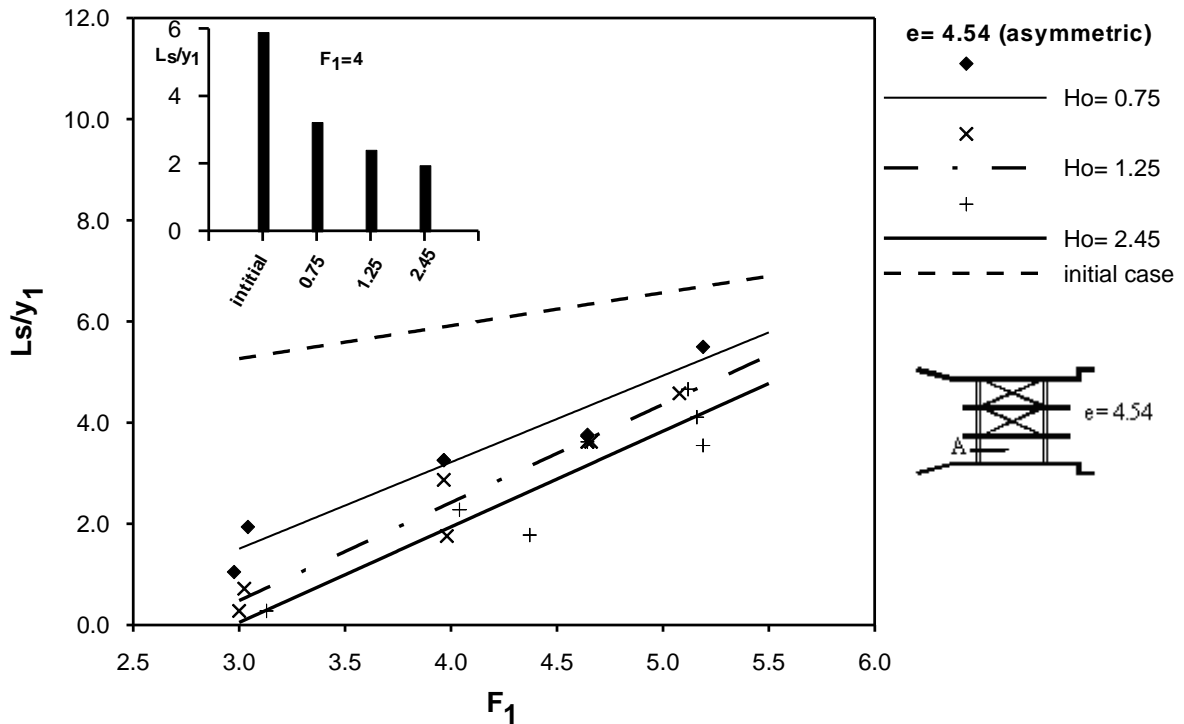 12.0
10.0
8.0
6.0
4.0
2.0
0.0
2.5 3.0 3.5 4.0 4.5 5.0 5.5 6.0
Ls/y1
F1
6
4
2
0
Ls/y1
F1=4
intitial
0.75
1.25
2.45
e= 4.54 (asymmetric)
Ho= 0.75
Ho= 1.25
Ho= 2.45
initial case
e=4.54
A